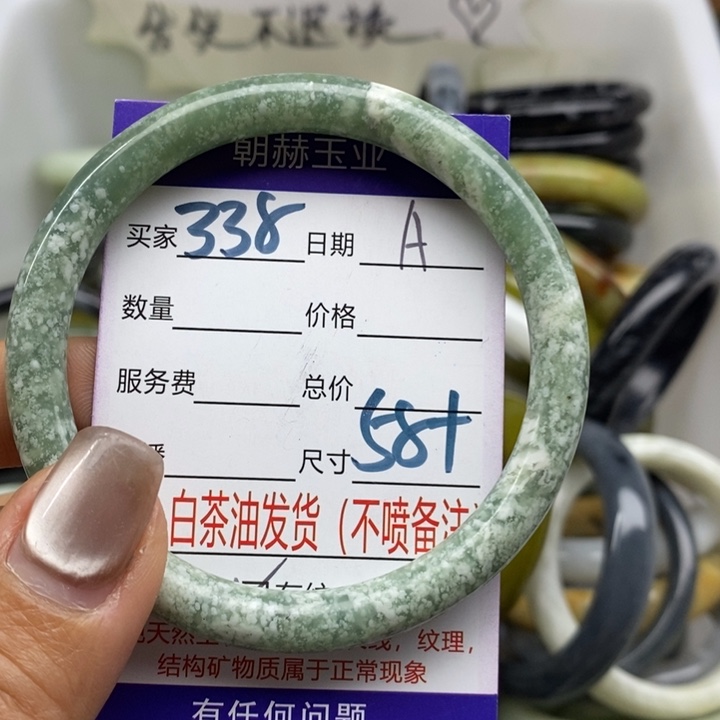 朝赫玉业
买家 338 日期 A
数量 价格
服务费 总价
尺寸 58+
白茶油发货(不喷备注
纹理,
结构矿物质属于正常现象
有任何问题